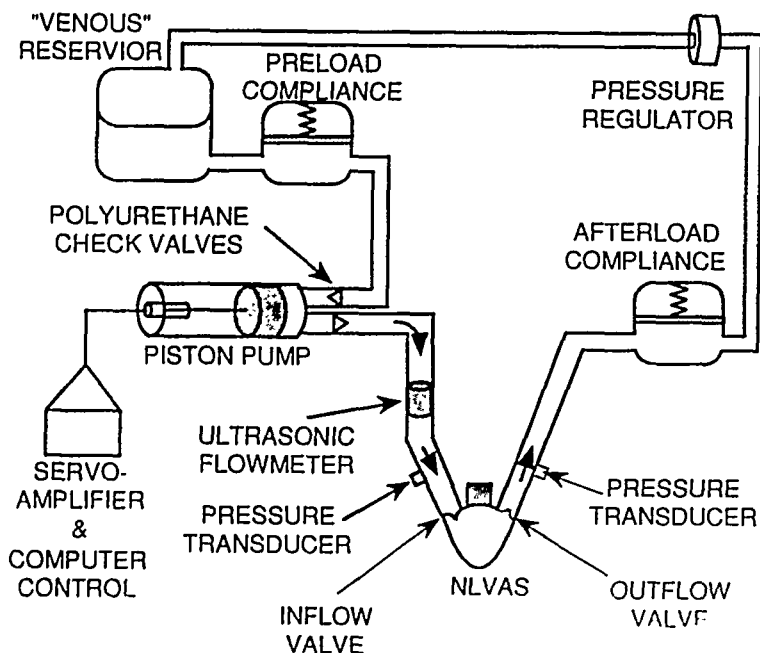 "VENOUS"
RESERVIOR
PRELOAD
COMPLIANCE
PRESSURE
REGULATOR
POLYURETHANE
CHECK VALVES
AFTERLOAD
COMPLIANCE
PISTON PUMP
ULTRASONIC
FLOWMETER
SERVO-
AMPLIFIER
&
COMPUTER
CONTROL
PRESSURE
TRANSDUCER
PRESSURE
TRANSDUCER
NLVAS
INFLOW
VALVE
OUTFLOW
VALVE